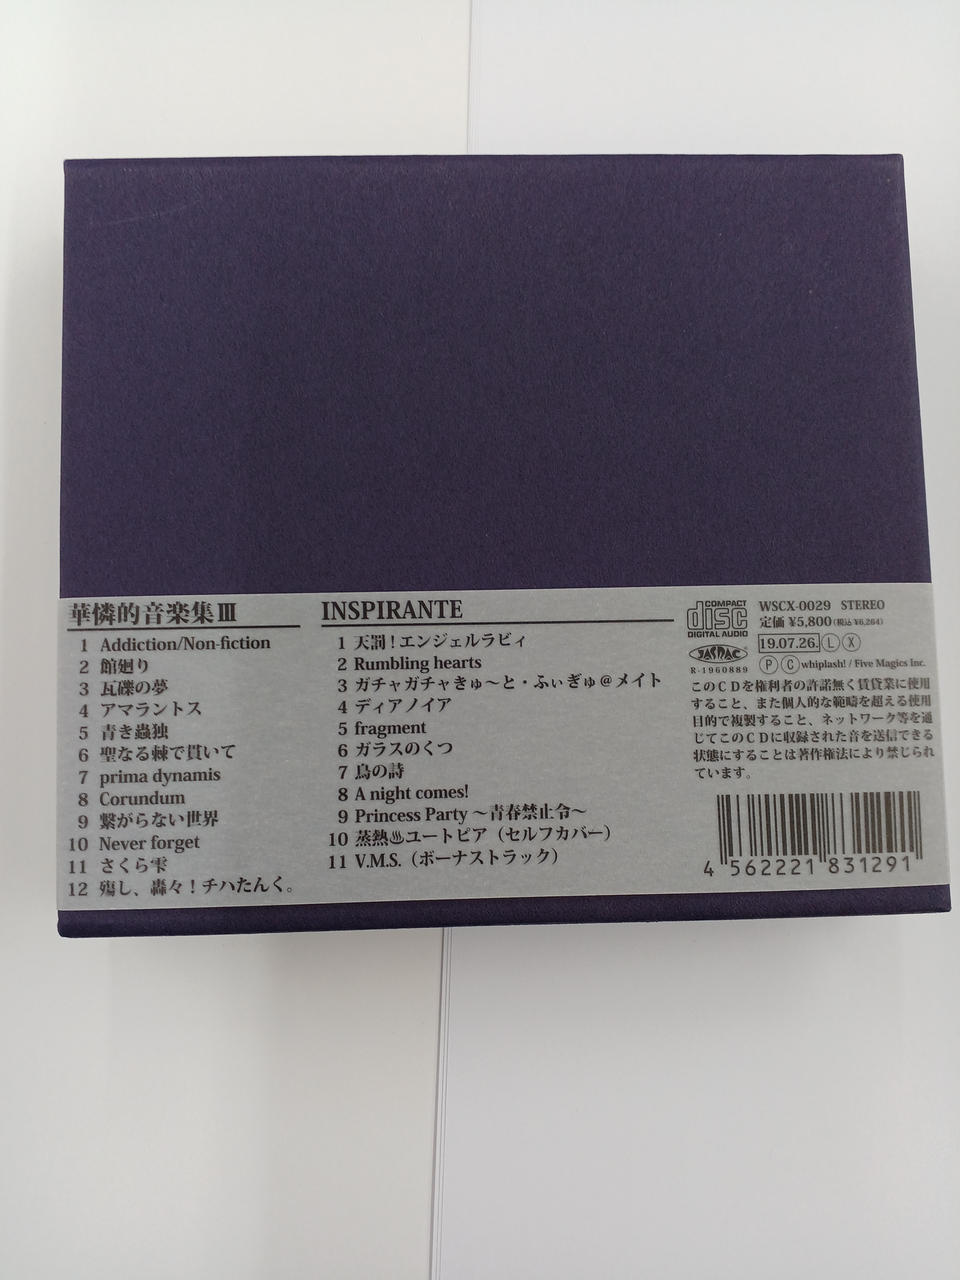 華憐的音楽集Ⅲ
1 Addiction/Non-fiction
2 館廻り
3 瓦礫の夢
4 アマラントス
5 青き蟲独
6 聖なる棘で貫いて
7 prima dynamis
8 Corundum
9 繋がらない世界
10 Never forget
11 さくら雫
12 殤し、轟々！チハたんく。
INSPIRANTE
1 天罰！エンジェルラビィ
2 Rumbling hearts
3 ガチャガチャきゅ〜と・ふぃぎゅ＠メイト
4 ディアノイア
5 fragment
6 ガラスのくつ
7 鳥の詩
8 A night comes!
9 Princess Party 〜青春禁止令〜
10 蒸熱♨ユートピア（セルフカバー）
11 V.M.S.（ボーナストラック）
COMPACT
disc
DIGITAL AUDIO
JASRAC
R-1960889
WSCX-0029 STEREO
定価 ¥5,800(税込 ¥6,264)
19.07.26. Ⓛ Ⓧ
Ⓟ Ⓒ whiplash! / Five Magics Inc.
このＣＤを権利者の許諾無く賃貸業に使用
すること、また個人的な範疇を超える使用
目的で複製すること、ネットワーク等を通
じてこのＣＤに収録された音を送信できる
状態にすることは著作権法により禁じられ
ています。
4 562221 831291